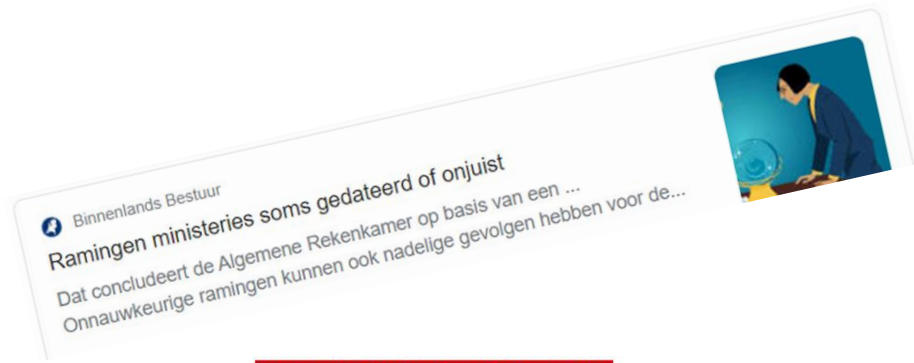 Binnenlands Bestuur
Ramingen ministeries soms gedateerd of onjuist
Dat concludeert de Algemene Rekenkamer op basis van een ...
Onnauwkeurige ramingen kunnen ook nadelige gevolgen hebben voor de...